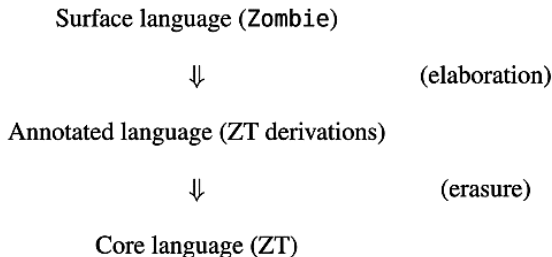 Surface language (Zombie)
⇓ (elaboration)
Annotated language (ZT derivations)
⇓ (erasure)
Core language (ZT)